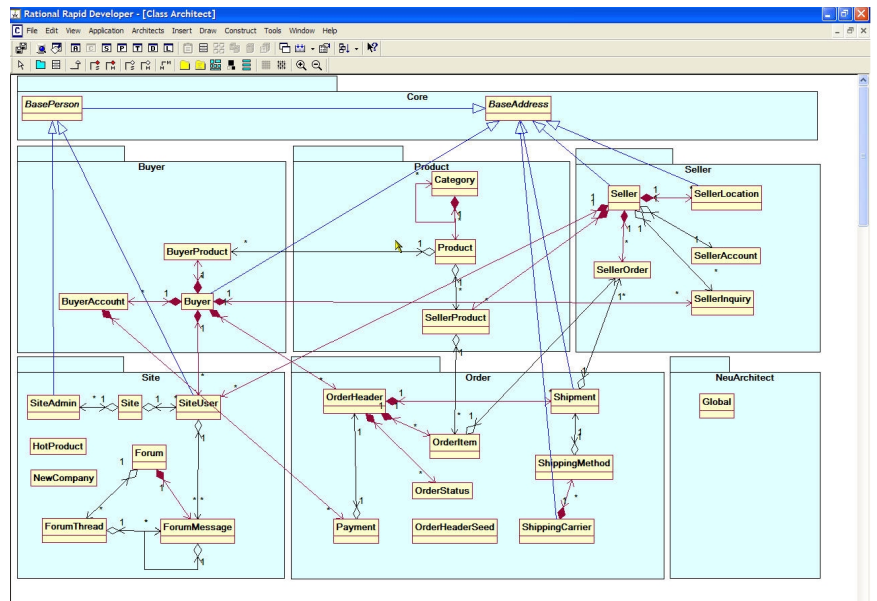 Rational Rapid Developer - [Class Architect]
File Edit View Application Architects Insert Draw Construct Tools Window Help
Core
BasePerson
BaseAddress
Buyer
Product
Seller
Category
Seller
SellerLocation
BuyerProduct
Product
SellerAccount
SellerOrder
BuyerAccount
Buyer
SellerInquiry
SellerProduct
Site
Order
NeuArchitect
SiteAdmin
Site
SiteUser
OrderHeader
Shipment
Global
HotProduct
Forum
OrderItem
NewCompany
ShippingMethod
OrderStatus
ForumThread
ForumMessage
Payment
OrderHeaderSeed
ShippingCarrier